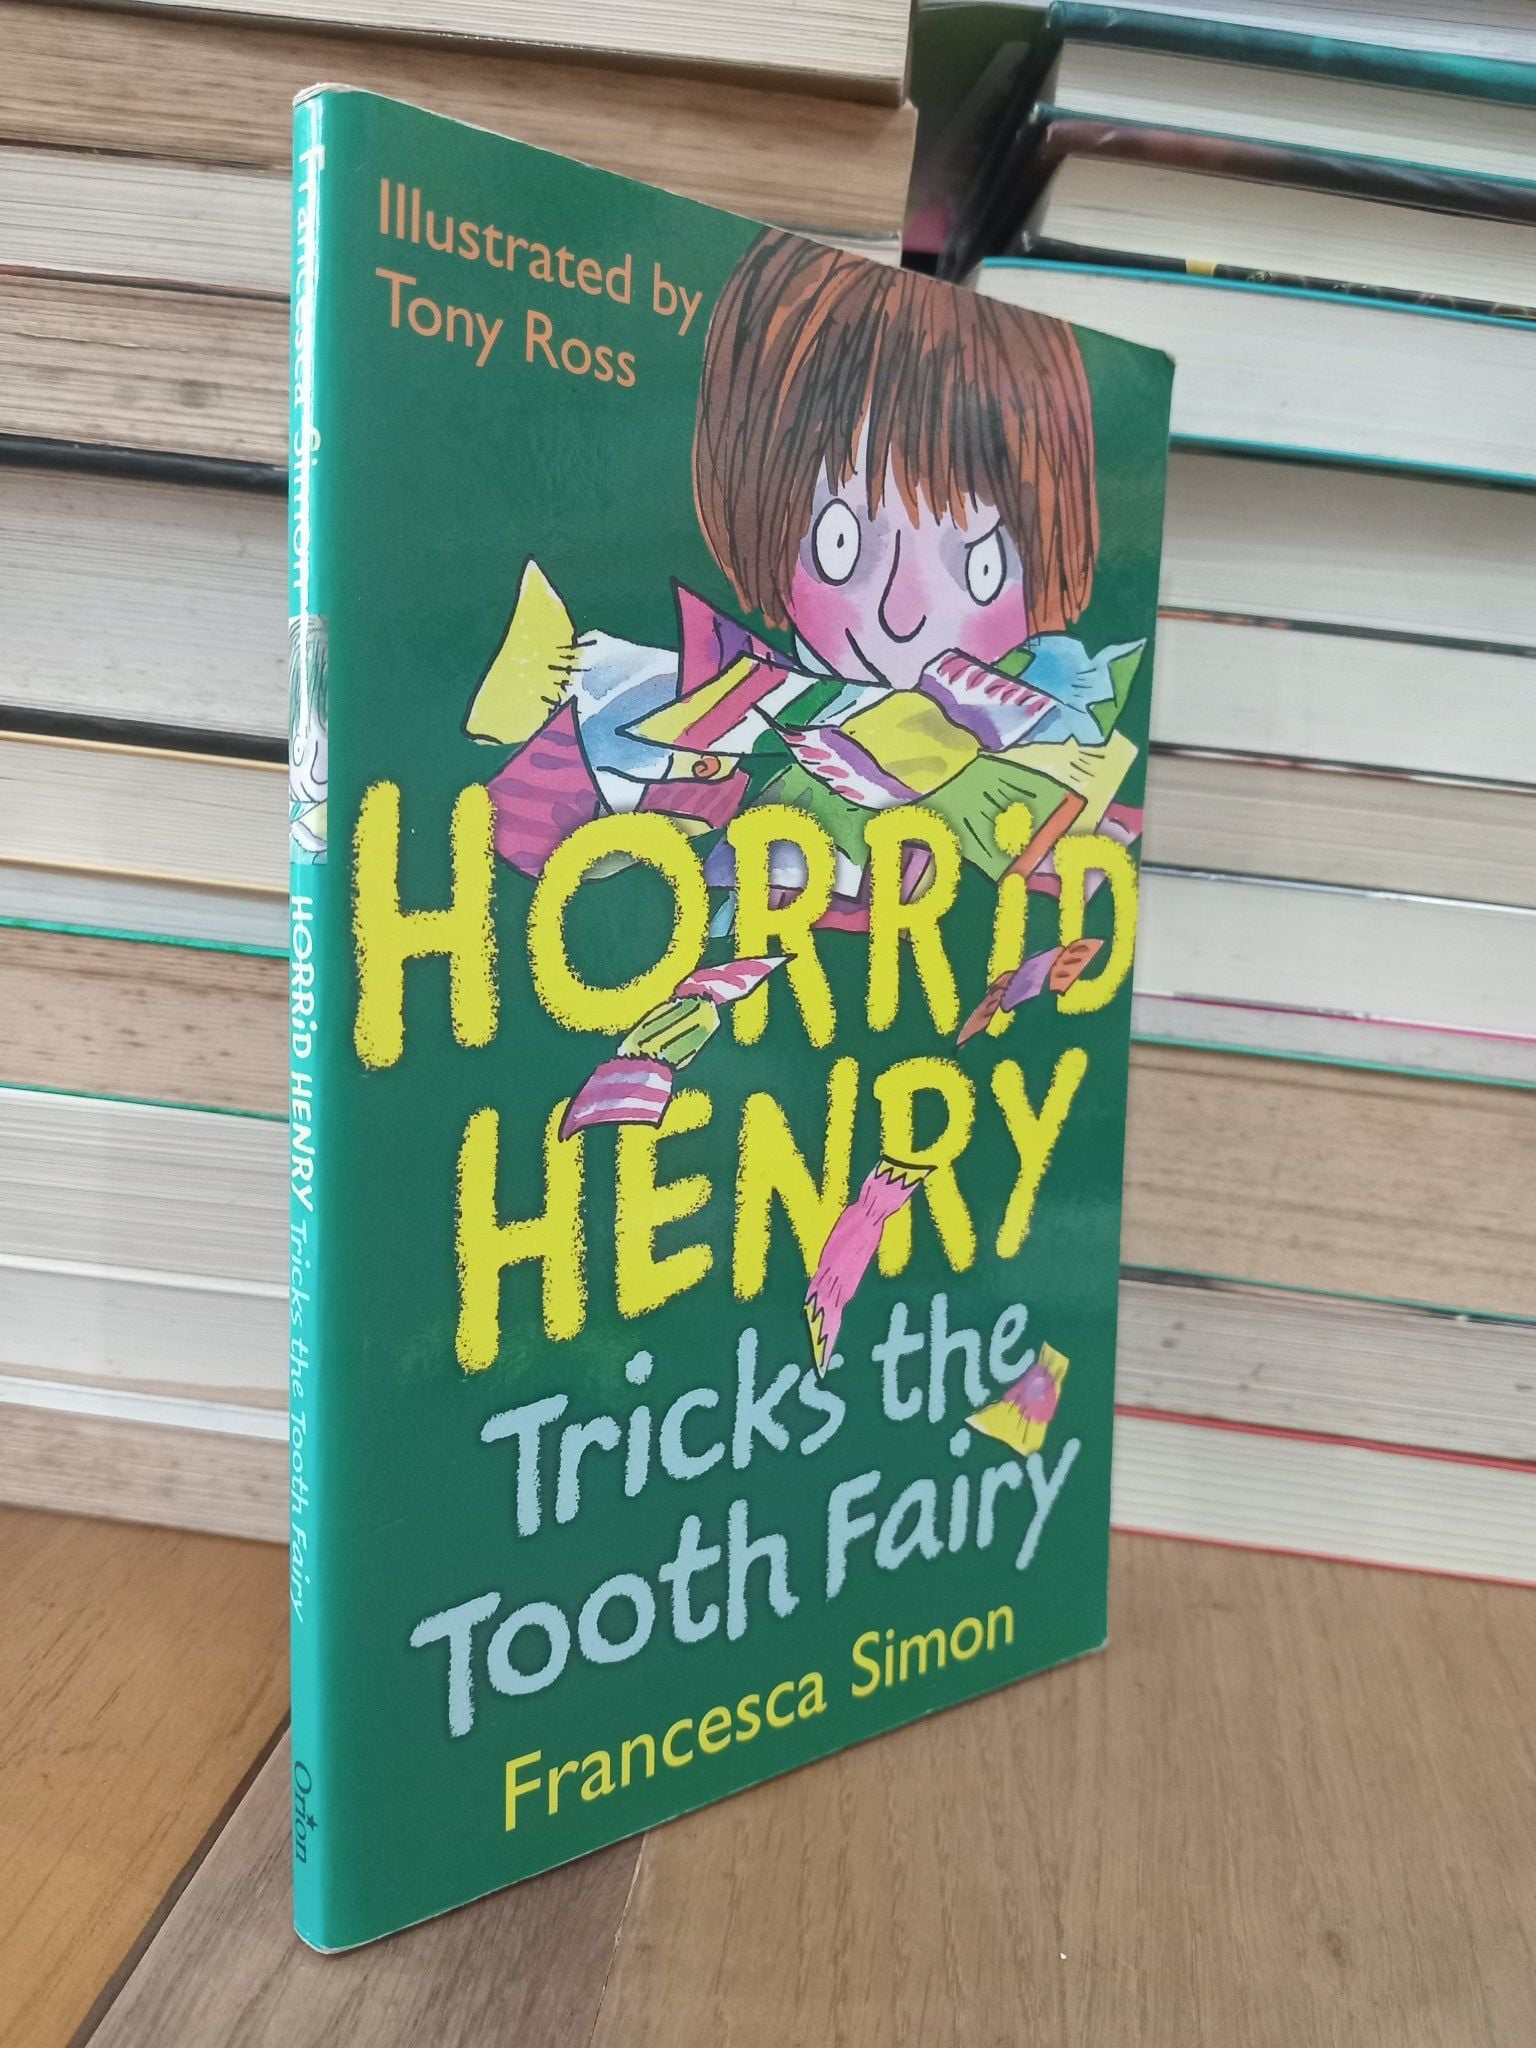 Illustrated by
Tony Ross
HORRiD
HENRY
Tricks the
Tooth Fairy
Francesca Simon
Francesca Simon HORRiD HENRY Tricks the Tooth Fairy Orion